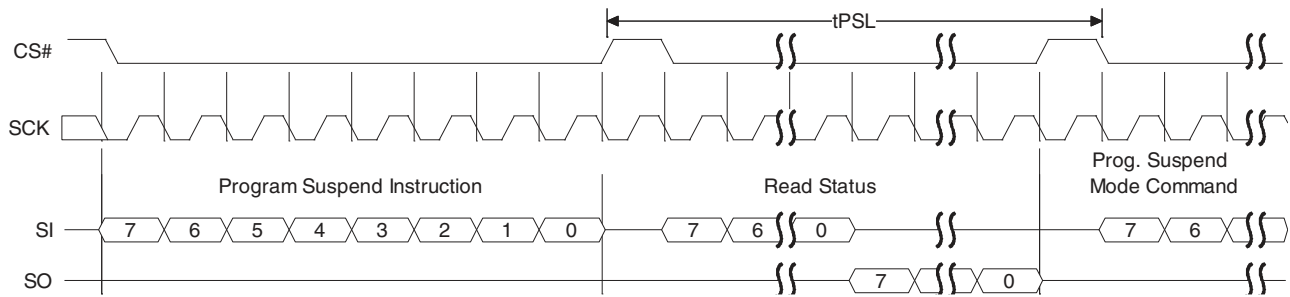 tPSL
CS#
SCK
Prog. Suspend
Program Suspend Instruction Read Status Mode Command
SI 7 6 5 4 3 2 1 0 7 6 0 7 6
SO 7 0